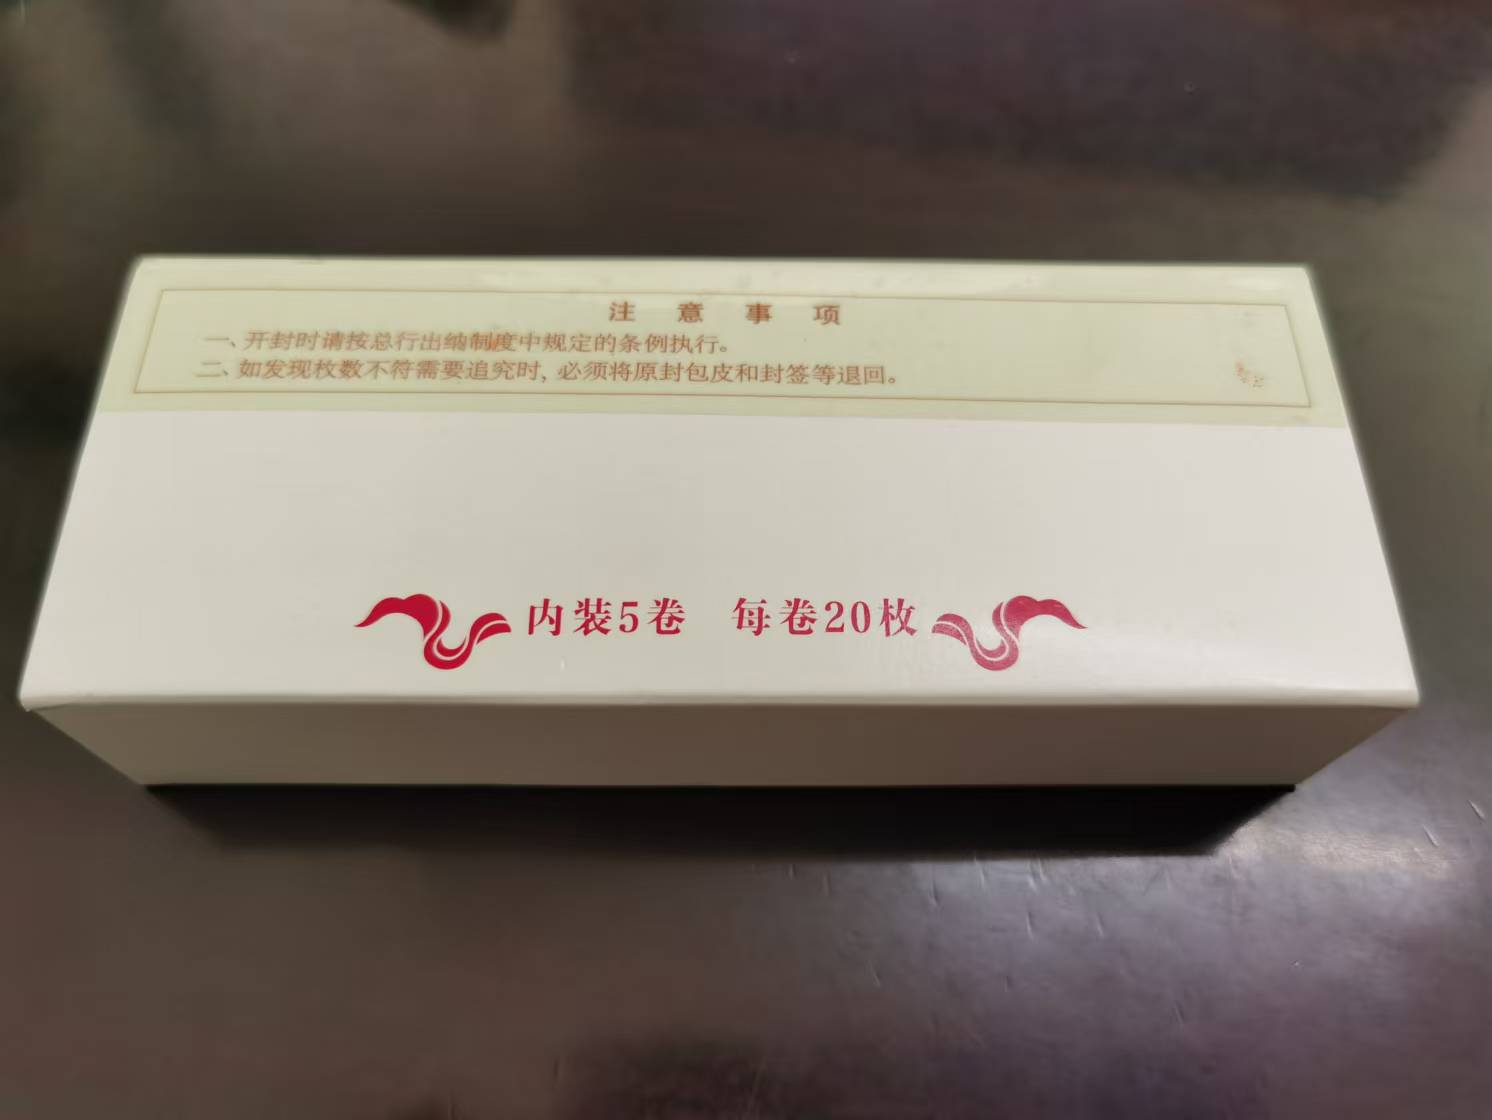 注意事项
一、开封时请按总行出纳制度中规定的条例执行。
二、如发现枚数不符需要追究时，必须将原封包皮和封签等退回。
内装5卷 每卷20枚